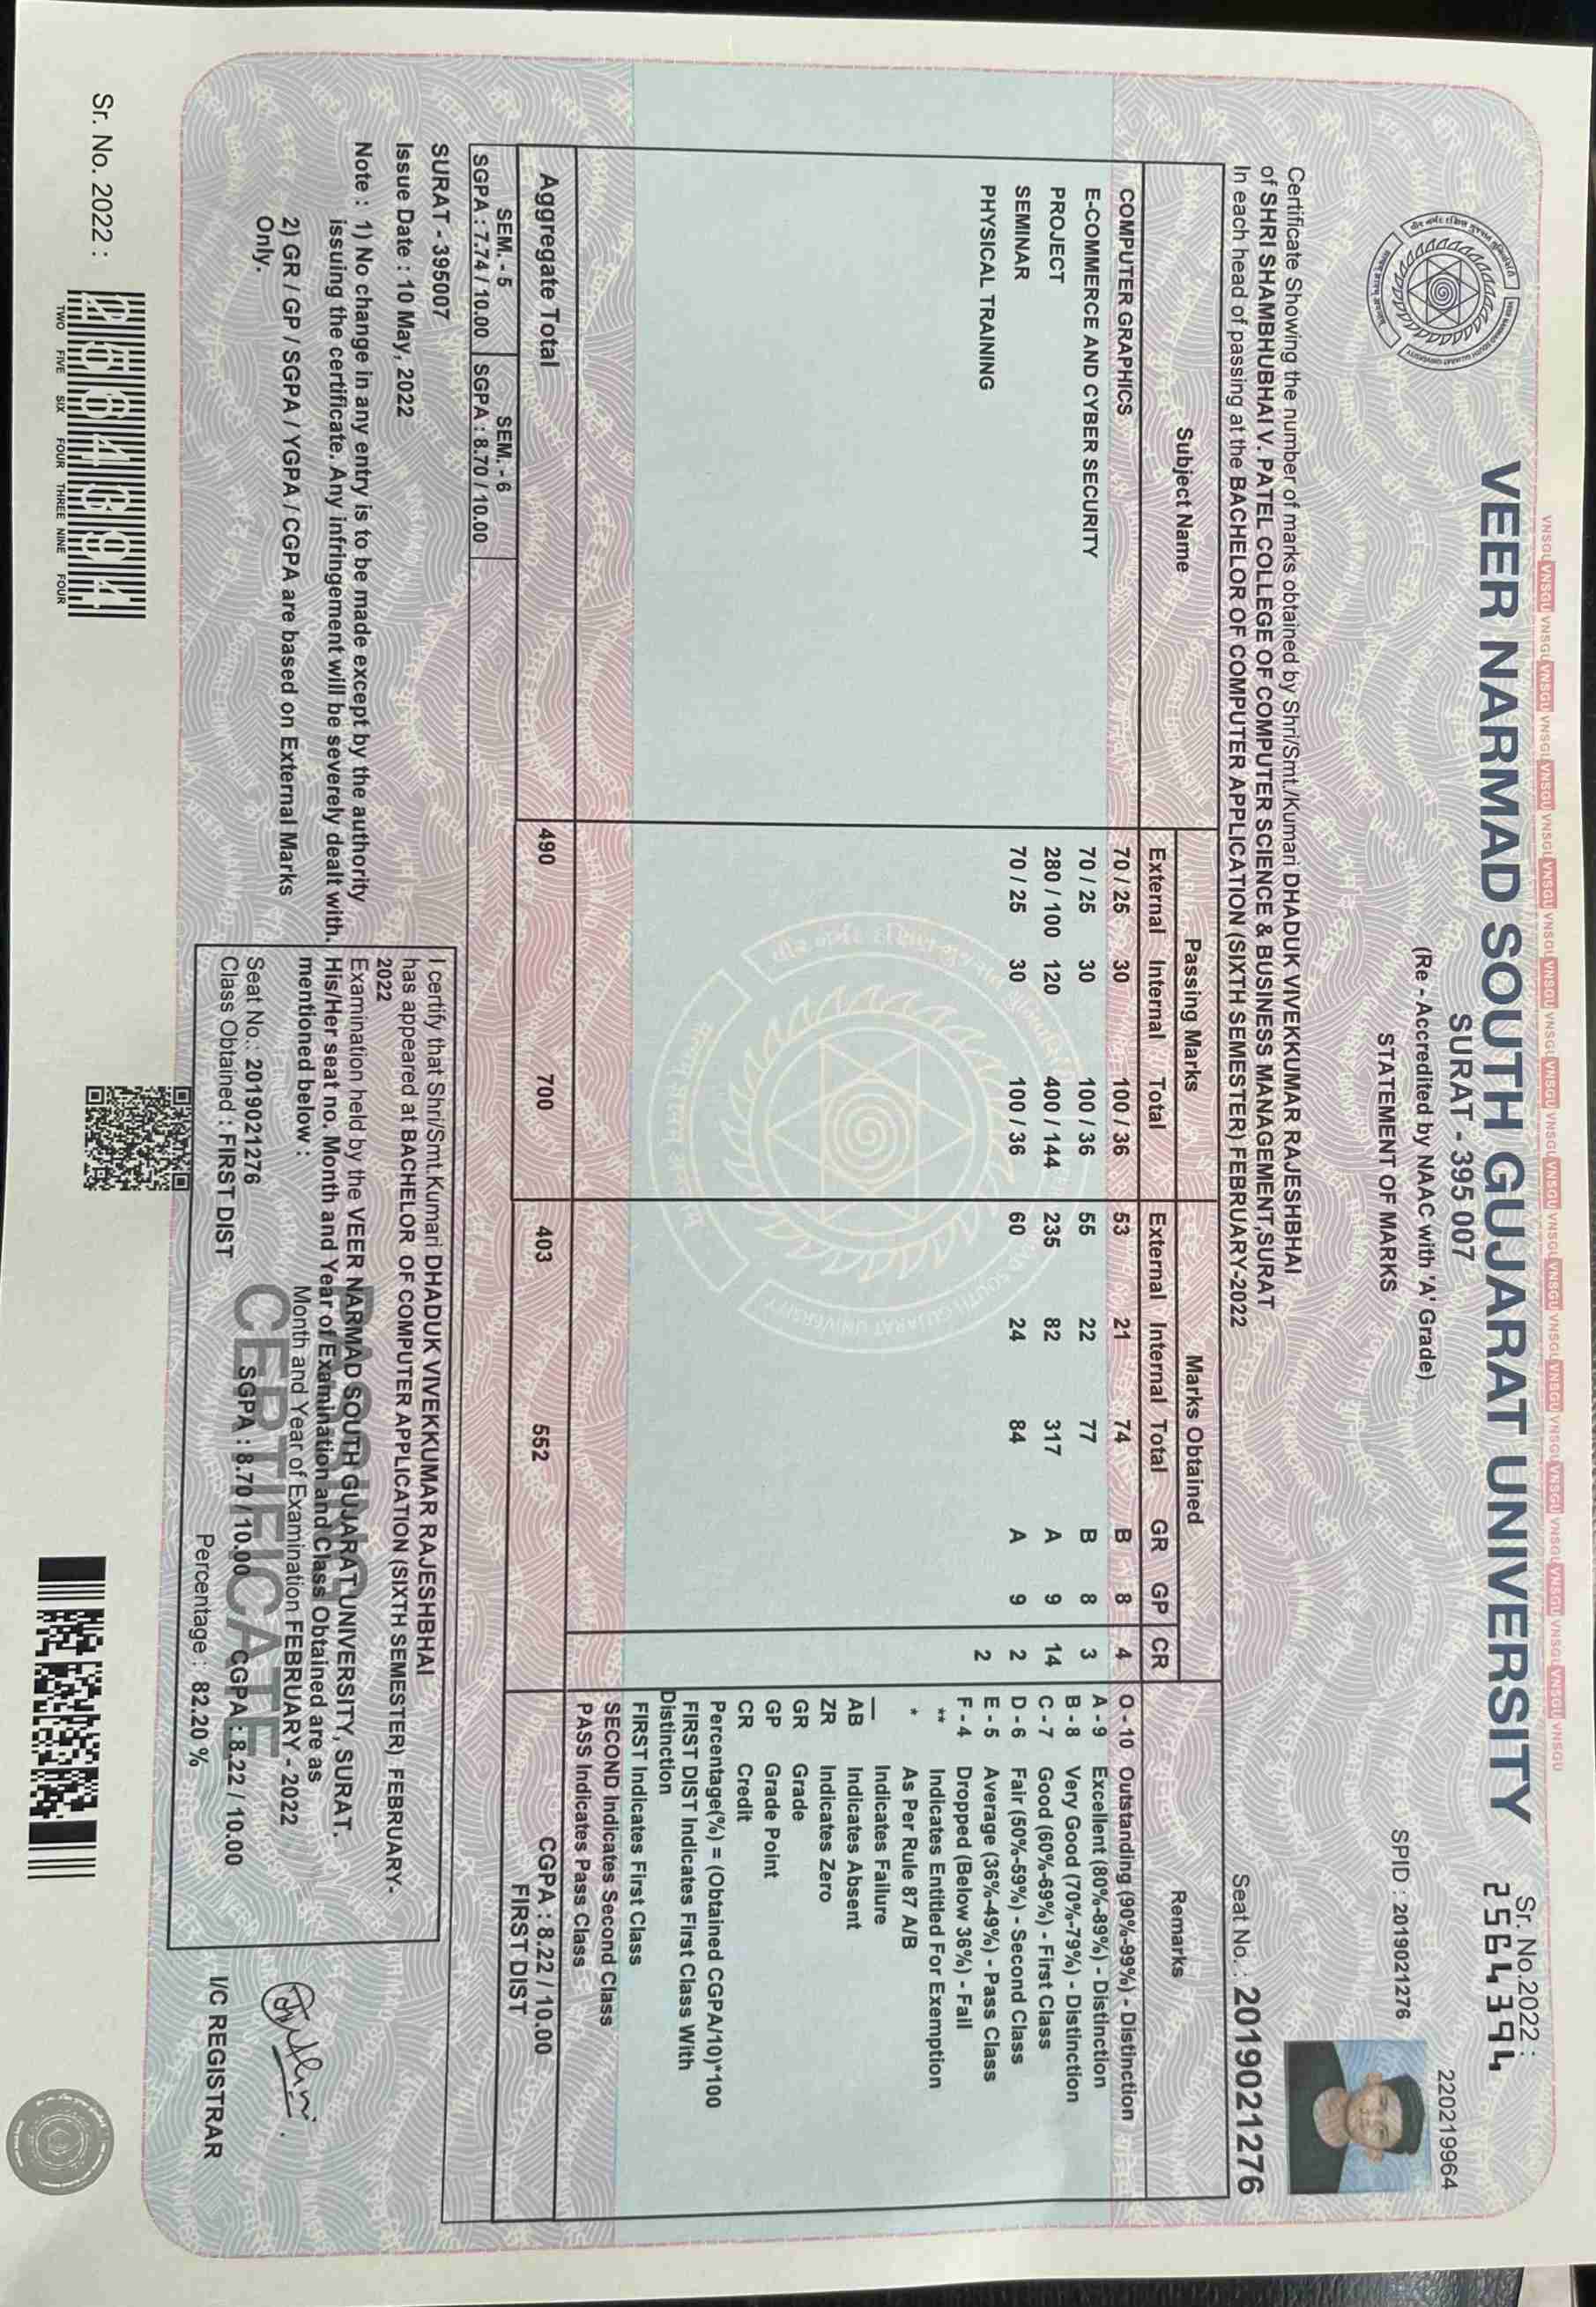 VNSGU VNSGU VNSGU VNSGU VNSGU VNSGU VNSGU VNSGU VNSGU VNSGU VNSGU VNSGU VNSGU VNSGU VNSGU VNSGU VNSGU VNSGU VNSGU VNSGU VNSGU VNSGU VNSGU VNSGU VNSGU
VEER NARMAD SOUTH GUJARAT UNIVERSITY
Sr. No.2022 :
2564394
SURAT - 395 007
220219964
(Re - Accredited by NAAC with 'A' Grade)
SPID : 2019021276
STATEMENT OF MARKS
Certificate Showing the number of marks obtained by Shri/Smt./Kumari DHADUK VIVEKKUMAR RAJESHBHAI
of SHRI SHAMBHUBHAI V. PATEL COLLEGE OF COMPUTER SCIENCE & BUSINESS MANAGEMENT,SURAT
In each head of passing at the BACHELOR OF COMPUTER APPLICATION (SIXTH SEMESTER) FEBRUARY-2022
Seat No. : 2019021276
Subject Name Passing Marks Marks Obtained Remarks
External Internal Total External Internal Total GR GP CR
COMPUTER GRAPHICS 70 / 25 30 100 / 36 53 21 74 B 8 4
E-COMMERCE AND CYBER SECURITY 70 / 25 30 100 / 36 55 22 77 B 8 3
PROJECT 280 / 100 120 400 / 144 235 82 317 A 9 14
SEMINAR 70 / 25 30 100 / 36 60 24 84 A 9 2
PHYSICAL TRAINING 2
O - 10 Outstanding (90%-99%) - Distinction
A - 9 Excellent (80%-89%) - Distinction
B - 8 Very Good (70%-79%) - Distinction
C - 7 Good (60%-69%) - First Class
D - 6 Fair (50%-59%) - Second Class
E - 5 Average (36%-49%) - Pass Class
F - 4 Dropped (Below 36%) - Fail
** Indicates Entitled For Exemption
* As Per Rule 87 A/B
__ Indicates Failure
AB Indicates Absent
ZR Indicates Zero
GR Grade
GP Grade Point
CR Credit
Percentage(%) = (Obtained CGPA/10)*100
FIRST DIST Indicates First Class With
Distinction
FIRST Indicates First Class
SECOND Indicates Second Class
PASS Indicates Pass Class
Aggregate Total 490 700 403 552
CGPA : 8.22 / 10.00
FIRST DIST
SEM. - 5 SEM. - 6
SGPA : 7.74 / 10.00 SGPA : 8.70 / 10.00
SURAT - 395007
Issue Date : 10 May, 2022
Note : 1) No change in any entry is to be made except by the authority
issuing the certificate. Any infringement will be severely dealt with.
2) GR / GP / SGPA / YGPA / CGPA are based on External Marks
Only.
PASSING
CERTIFICATE
I certify that Shri/Smt.Kumari DHADUK VIVEKKUMAR RAJESHBHAI
has appeared at BACHELOR OF COMPUTER APPLICATION (SIXTH SEMESTER) FEBRUARY-
2022
Examination held by the VEER NARMAD SOUTH GUJARAT UNIVERSITY, SURAT.
His/Her seat no. Month and Year of Examination and Class Obtained are as
mentioned below :
Month and Year of Examination FEBRUARY - 2022
Seat No.: 2019021276
SGPA : 8.70 / 10.00 CGPA : 8.22 / 10.00
Class Obtained : FIRST DIST
Percentage : 82.20 %
I/C REGISTRAR
Sr. No. 2022 : 2564394
TWO FIVE SIX FOUR THREE NINE FOUR